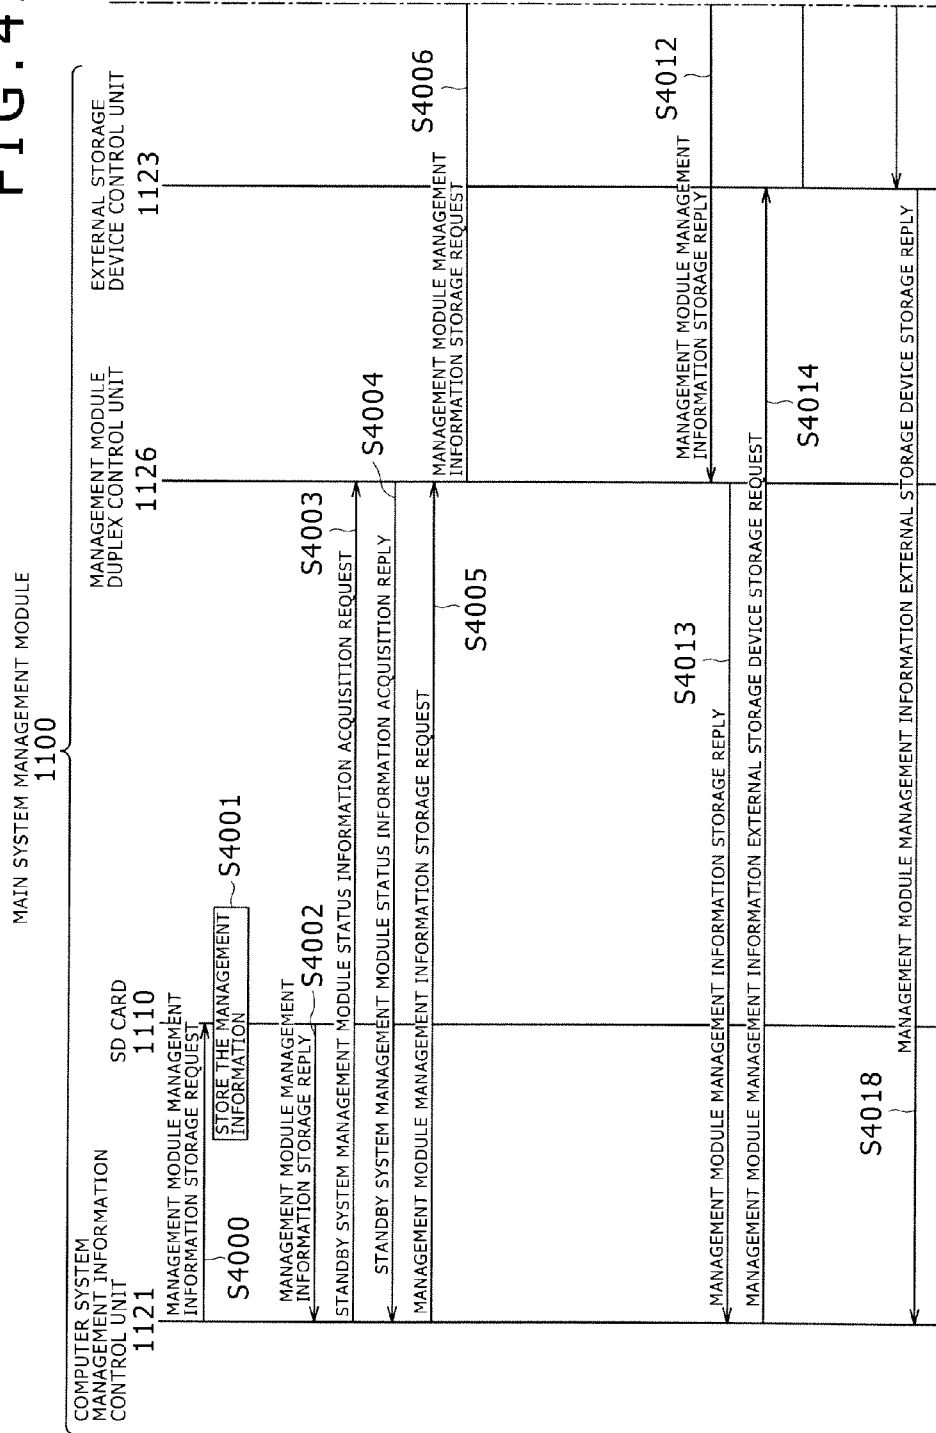 FIG.4
MAIN SYSTEM MANAGEMENT MODULE
1100
COMPUTER SYSTEM
MANAGEMENT INFORMATION
CONTROL UNIT
1121
SD CARD
1110
MANAGEMENT MODULE
DUPLEX CONTROL UNIT
1126
EXTERNAL STORAGE
DEVICE CONTROL UNIT
1123
MANAGEMENT MODULE MANAGEMENT
INFORMATION STORAGE REQUEST
S4000
STORE THE MANAGEMENT
INFORMATION
S4001
MANAGEMENT MODULE MANAGEMENT
INFORMATION STORAGE REPLY
S4002
STANDBY SYSTEM MANAGEMENT MODULE STATUS INFORMATION ACQUISITION REQUEST
S4003
STANDBY SYSTEM MANAGEMENT MODULE STATUS INFORMATION ACQUISITION REPLY
S4004
MANAGEMENT MODULE MANAGEMENT INFORMATION STORAGE REQUEST
S4005
MANAGEMENT MODULE MANAGEMENT
INFORMATION STORAGE REQUEST
S4006
MANAGEMENT MODULE MANAGEMENT
INFORMATION STORAGE REPLY
S4012
MANAGEMENT MODULE MANAGEMENT INFORMATION STORAGE REPLY
S4013
MANAGEMENT MODULE MANAGEMENT INFORMATION EXTERNAL STORAGE DEVICE STORAGE REQUEST
S4014
MANAGEMENT MODULE MANAGEMENT INFORMATION EXTERNAL STORAGE DEVICE STORAGE REPLY
S4018